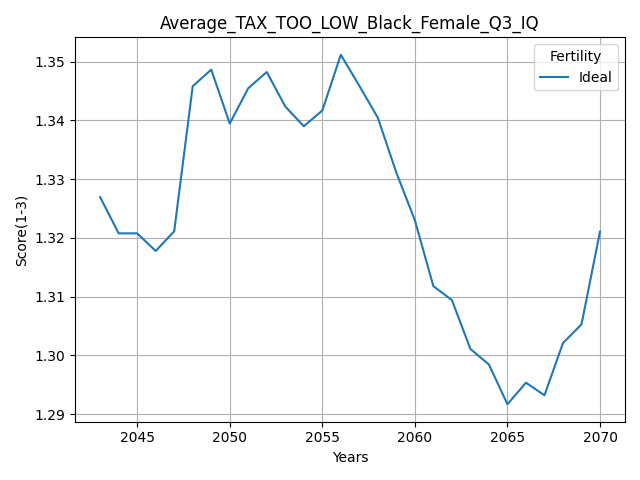 Average_TAX_TOO_LOW_Black_Female_Q3_IQ
Score(1-3)
1.35
1.34
1.33
1.32
1.31
1.30
1.29
Fertility
Ideal
2045 2050 2055 2060 2065 2070
Years